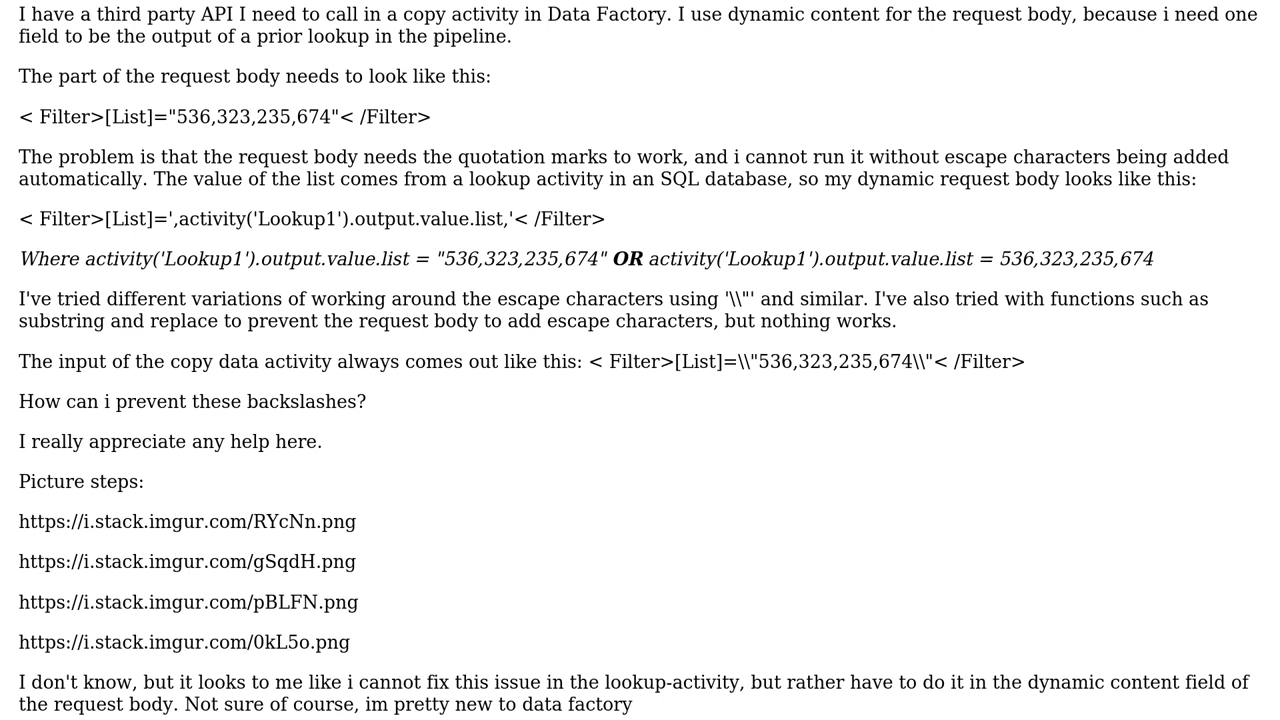 I have a third party API I need to call in a copy activity in Data Factory. I use dynamic content for the request body, because i need one
field to be the output of a prior lookup in the pipeline.
The part of the request body needs to look like this:
< Filter>[List]="536,323,235,674"< /Filter>
The problem is that the request body needs the quotation marks to work, and i cannot run it without escape characters being added
automatically. The value of the list comes from a lookup activity in an SQL database, so my dynamic request body looks like this:
< Filter>[List]=',activity('Lookup1').output.value.list,'< /Filter>
Where activity('Lookup1').output.value.list = "536,323,235,674" OR activity('Lookup1').output.value.list = 536,323,235,674
I've tried different variations of working around the escape characters using '\\"' and similar. I've also tried with functions such as
substring and replace to prevent the request body to add escape characters, but nothing works.
The input of the copy data activity always comes out like this: < Filter>[List]=\\"536,323,235,674\\"< /Filter>
How can i prevent these backslashes?
I really appreciate any help here.
Picture steps:
https://i.stack.imgur.com/RYcNn.png
https://i.stack.imgur.com/gSqdH.png
https://i.stack.imgur.com/pBLFN.png
https://i.stack.imgur.com/0kL5o.png
I don't know, but it looks to me like i cannot fix this issue in the lookup-activity, but rather have to do it in the dynamic content field of
the request body. Not sure of course, im pretty new to data factory